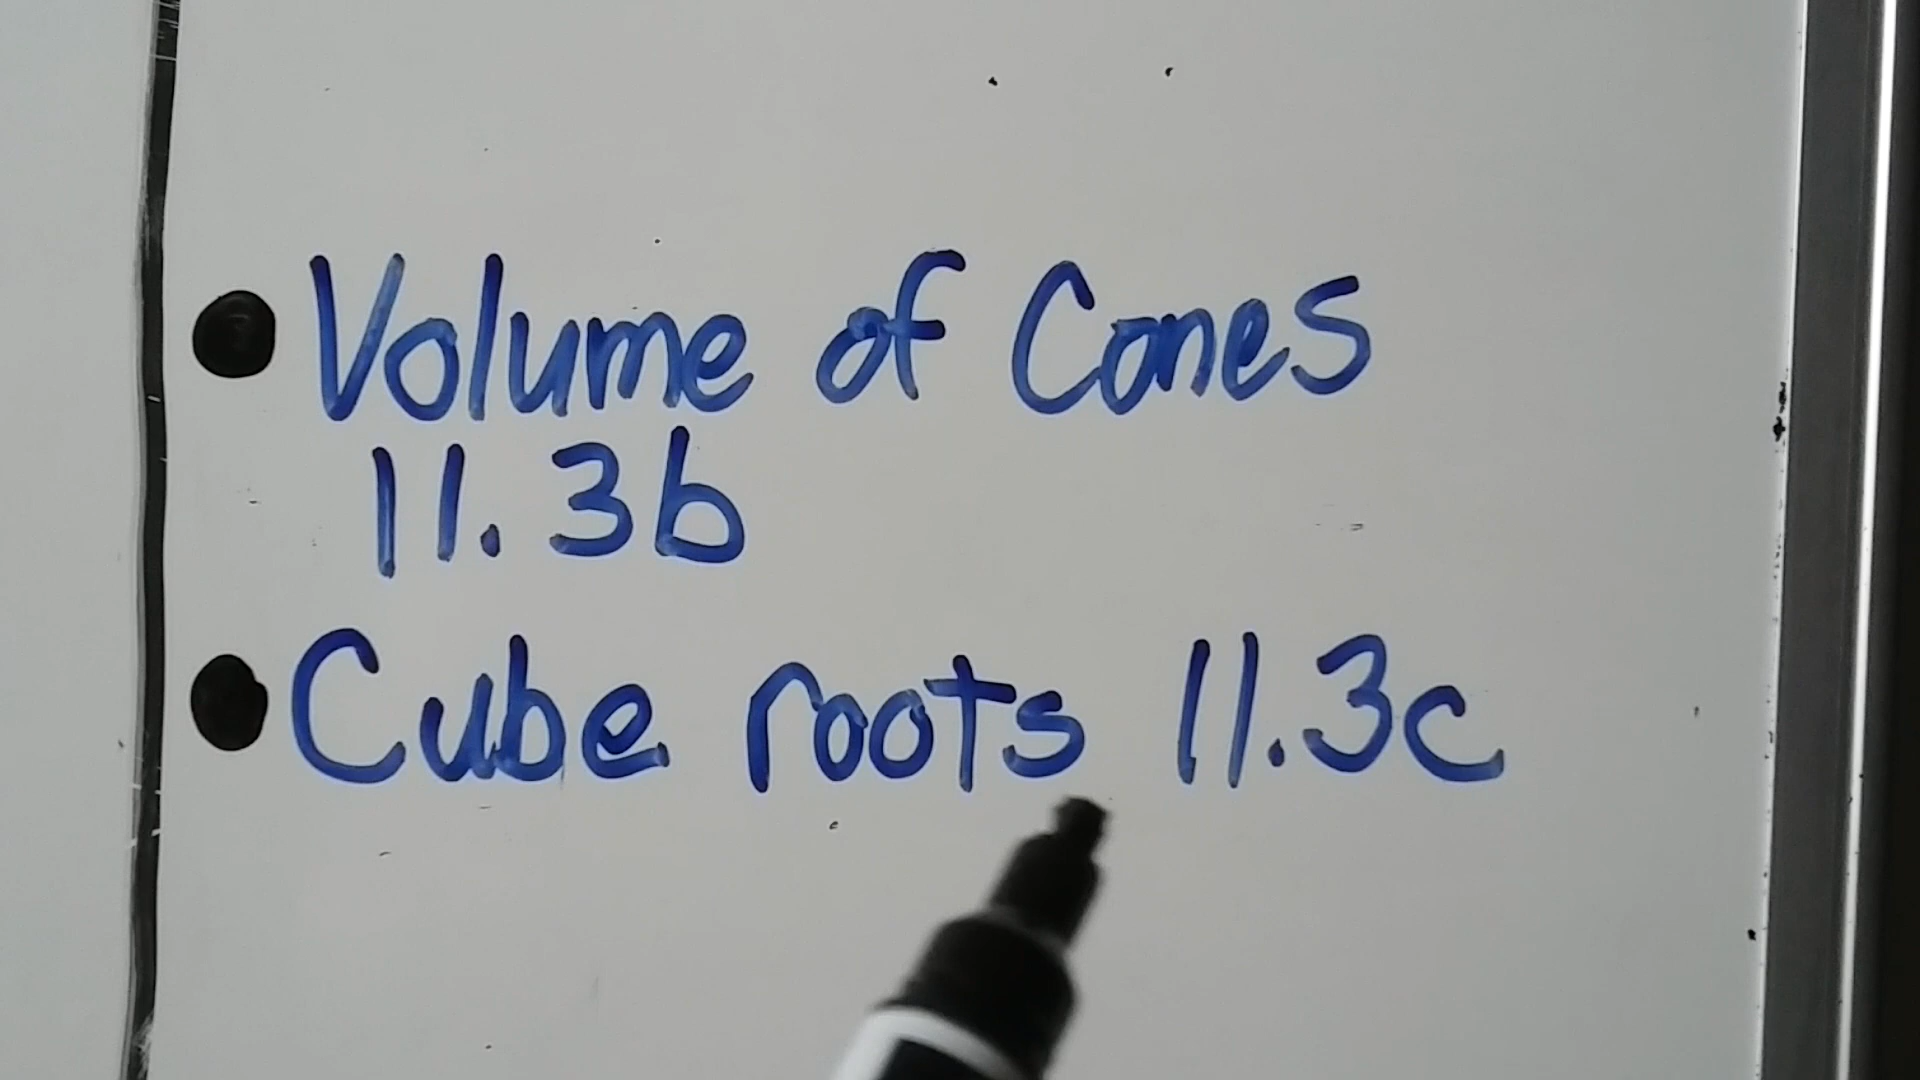 • Volume of Cones
11.3b
• Cube roots 11.3c